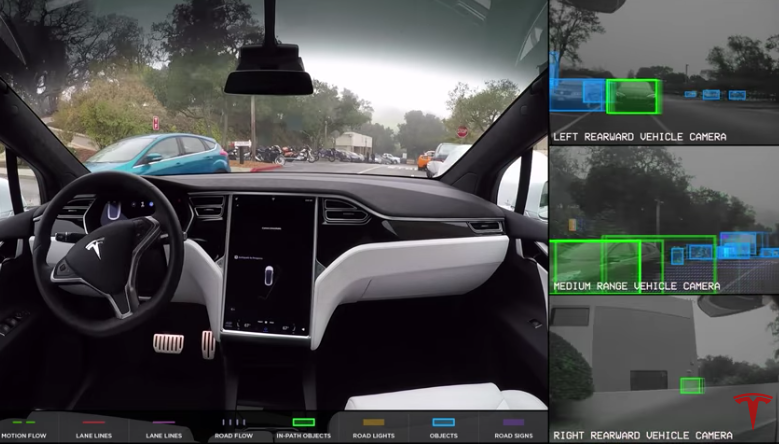 LEFT REARWARD VEHICLE CAMERA
MEDIUM RANGE VEHICLE CAMERA
RIGHT REARWARD VEHICLE CAMERA
MOTION FLOW
LANE LINES
LANE LINES
ROAD FLOW
IN-PATH OBJECTS
ROAD LIGHTS
OBJECTS
ROAD SIGNS